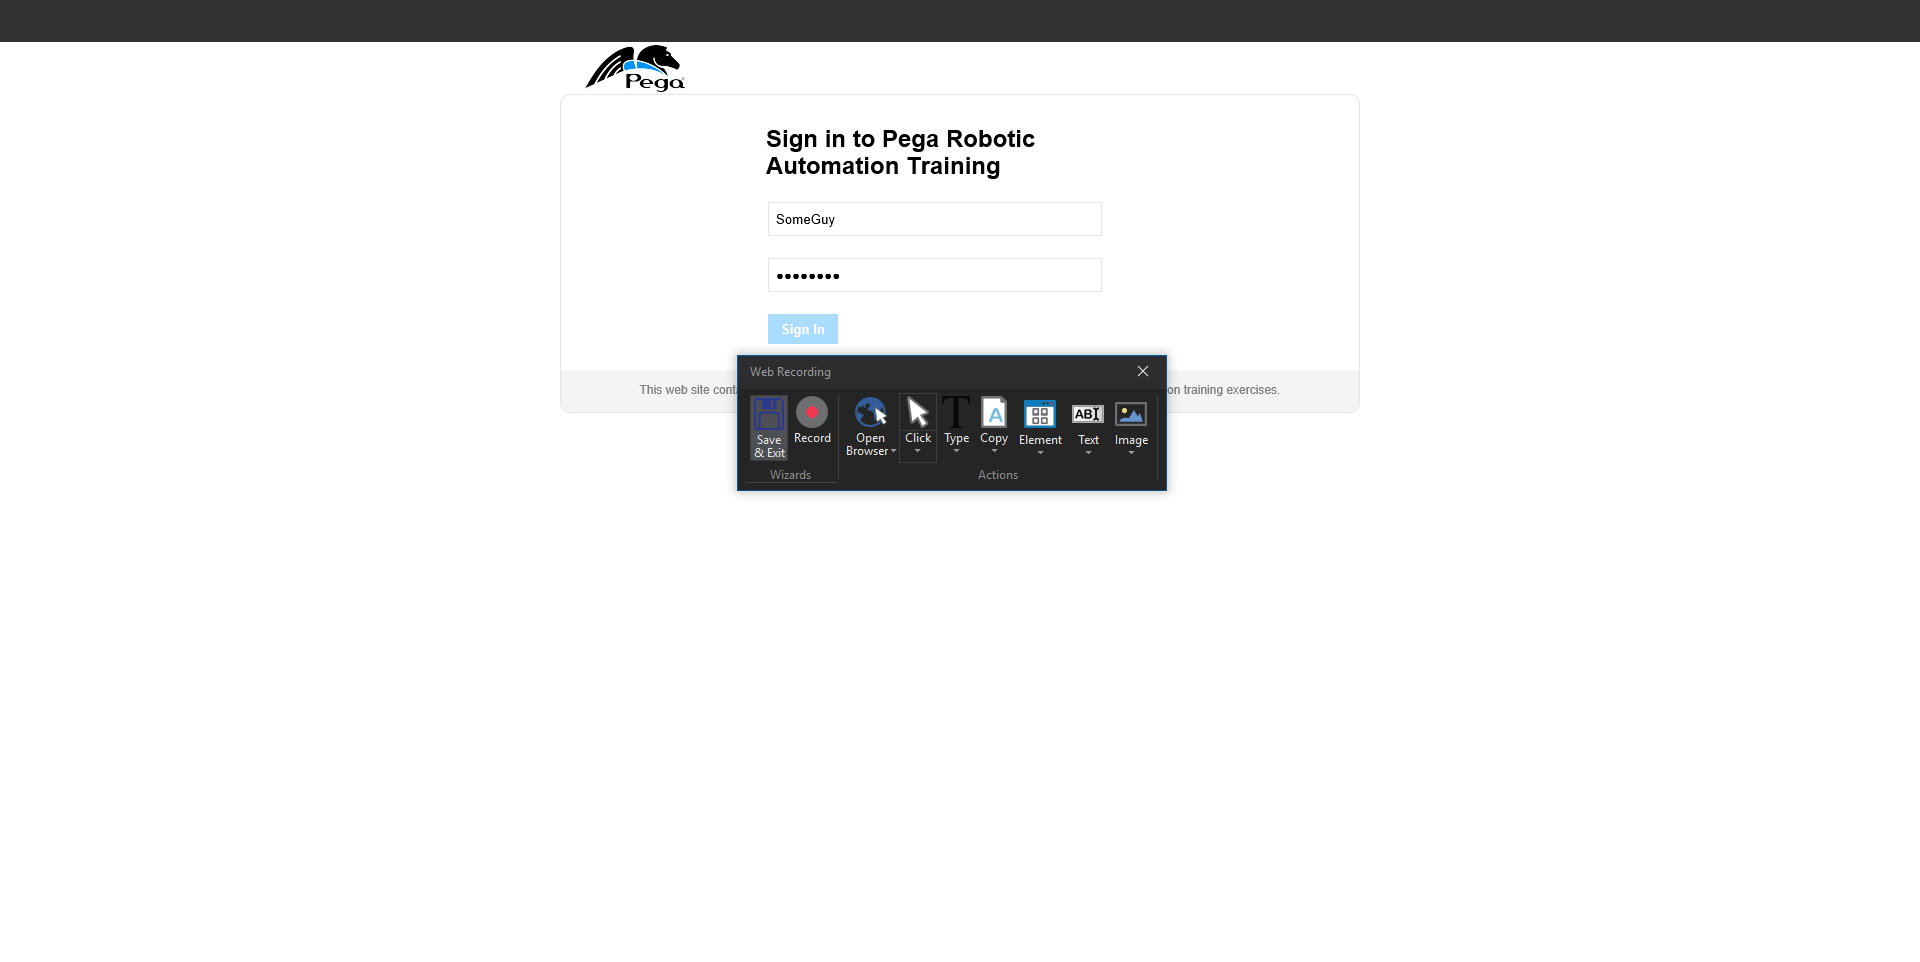 Pega
Sign in to Pega Robotic
Automation Training
SomeGuy
••••••••
Sign In
Web Recording
This web site cont
on training exercises.
Save
& Exit
Record
Open
Browser
Click
Type
Copy
Element
ABI
Text
Image
A
Wizards
Actions